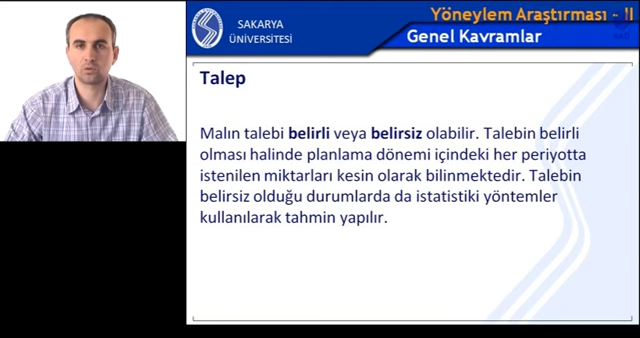 SAKARYA
ÜNİVERSİTESİ
Yöneylem Araştırması - II
Genel Kavramlar
Talep
Malın talebi belirli veya belirsiz olabilir. Talebin belirli
olması halinde planlama dönemi içindeki her periyotta
istenilen miktarları kesin olarak bilinmektedir. Talebin
belirsiz olduğu durumlarda da istatistiki yöntemler
kullanılarak tahmin yapılır.